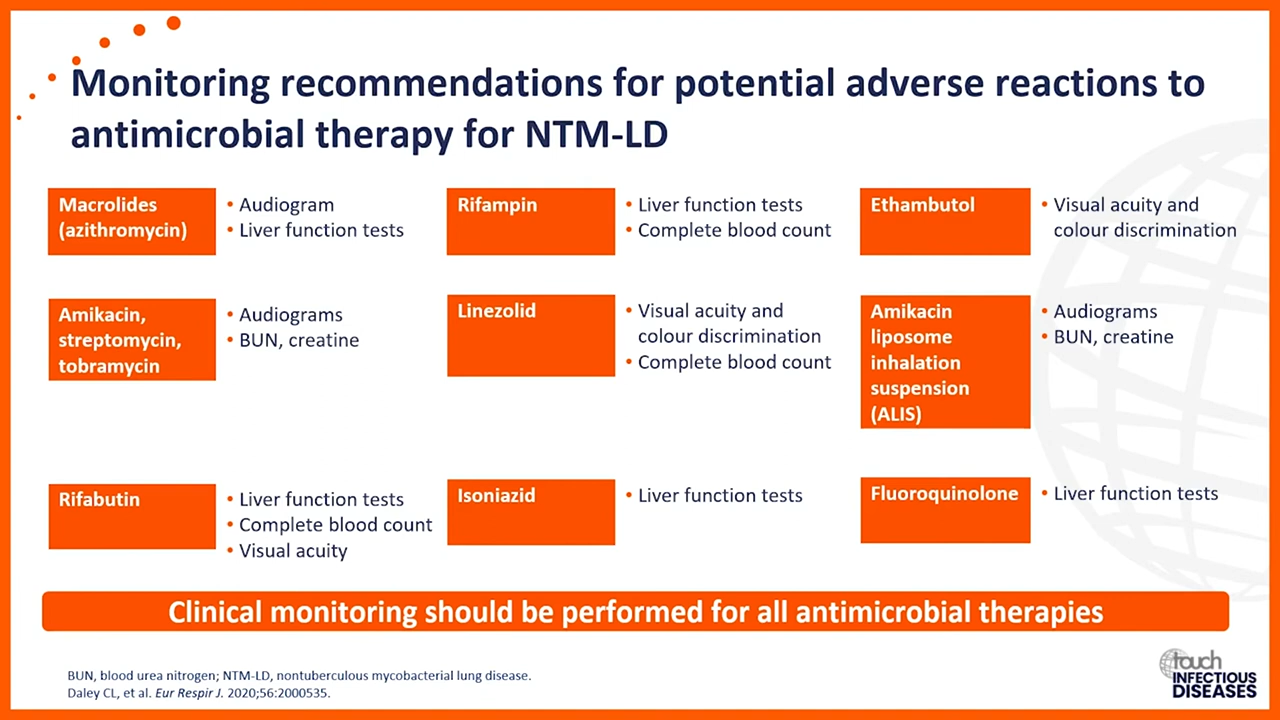 Monitoring recommendations for potential adverse reactions to
antimicrobial therapy for NTM-LD
Macrolides
(azithromycin)
• Audiogram
• Liver function tests
Rifampin
• Liver function tests
• Complete blood count
Ethambutol
• Visual acuity and
colour discrimination
Amikacin,
streptomycin,
tobramycin
• Audiograms
• BUN, creatine
Linezolid
• Visual acuity and
colour discrimination
• Complete blood count
Amikacin
liposome
inhalation
suspension
(ALIS)
• Audiograms
• BUN, creatine
Rifabutin
• Liver function tests
• Complete blood count
• Visual acuity
Isoniazid
• Liver function tests
Fluoroquinolone
• Liver function tests
Clinical monitoring should be performed for all antimicrobial therapies
BUN, blood urea nitrogen; NTM-LD, nontuberculous mycobacterial lung disease.
Daley CL, et al. Eur Respir J. 2020;56:2000535.
touch
INFECTIOUS
DISEASES